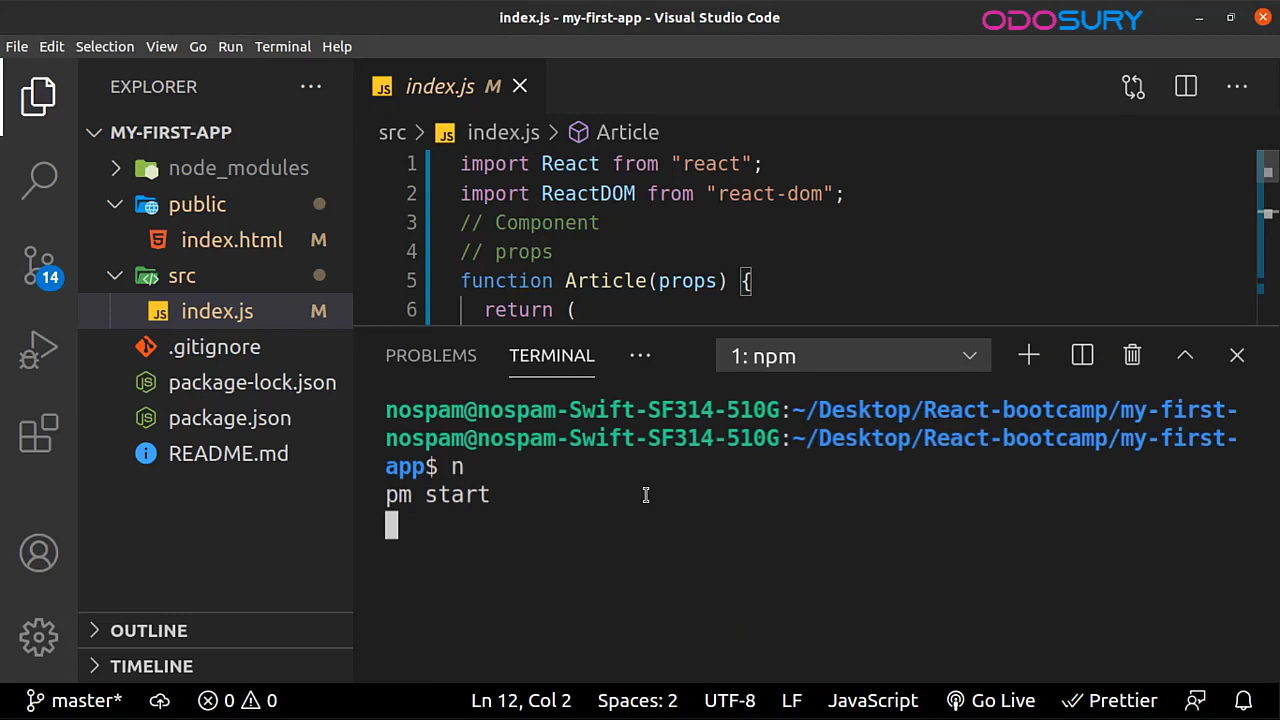 index.js - my-first-app - Visual Studio Code
ODOSURY
File Edit Selection View Go Run Terminal Help
EXPLORER
JS index.js M
MY-FIRST-APP
src > JS index.js > Article
node_modules
public
index.html M
src
JS index.js M
.gitignore
package-lock.json
package.json
README.md
14
1 import React from "react";
2 import ReactDOM from "react-dom";
3 // Component
4 // props
5 function Article(props) {
6 return (
PROBLEMS TERMINAL 1: npm
nospam@nospam-Swift-SF314-510G:~/Desktop/React-bootcamp/my-first-
nospam@nospam-Swift-SF314-510G:~/Desktop/React-bootcamp/my-first-
app$ n
pm start
OUTLINE
TIMELINE
master* 0 0 Ln 12, Col 2 Spaces: 2 UTF-8 LF JavaScript Go Live Prettier